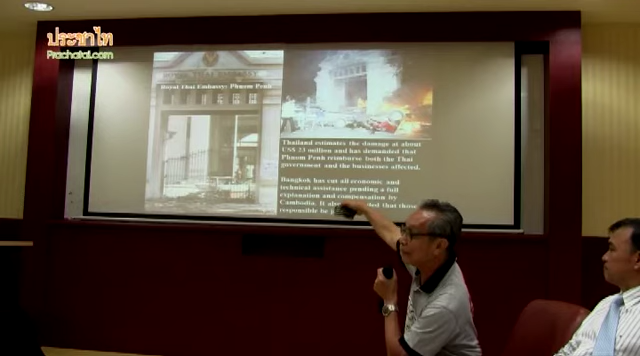 ประชาไท
Prachatai.com
Royal Thai Embassy: Phnom Penh
Thailand estimates the damage at about
US$ 23 million and has demanded that
Phnom Penh reimburse both the Thai
government and the businesses affected.
Bangkok has cut all economic and
technical assistance pending a full
explanation and compensation by
Cambodia. It also that those
responsible be